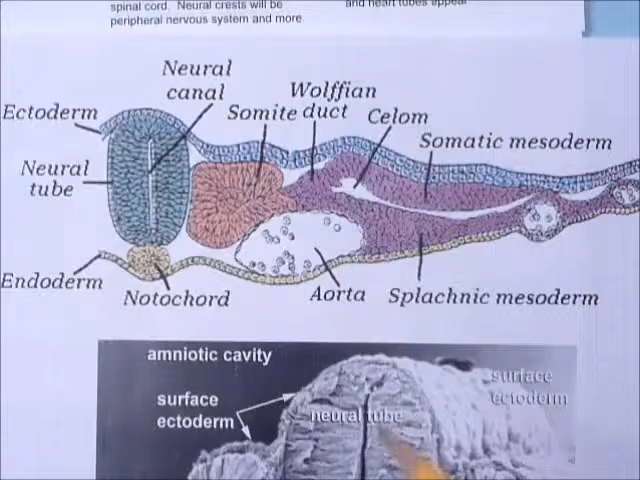 spinal cord. Neural crests will be
peripheral nervous system and more
and heart tubes appear
Neural
canal
Wolffian
duct
Ectoderm
Somite
Celom
Somatic mesoderm
Neural
tube
Endoderm
Notochord
Aorta
Splachnic mesoderm
amniotic cavity
surface
ectoderm
surface
ectoderm
neural tube